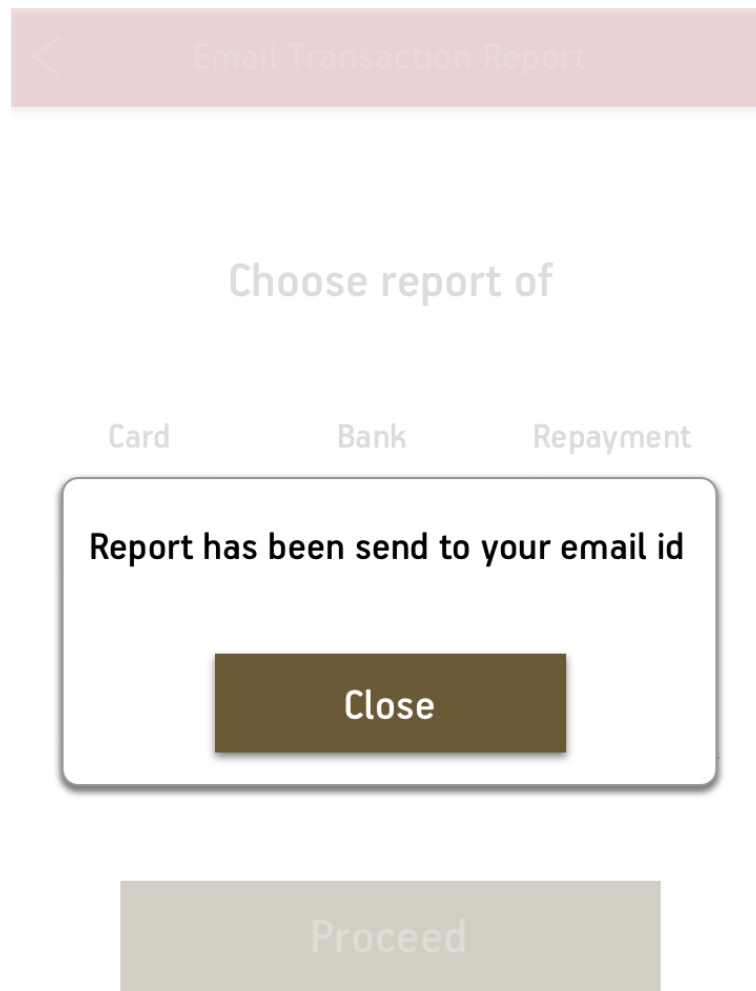 Email Transaction Report
Choose report of
Card Bank Repayment
Report has been send to your email id
Close
Proceed